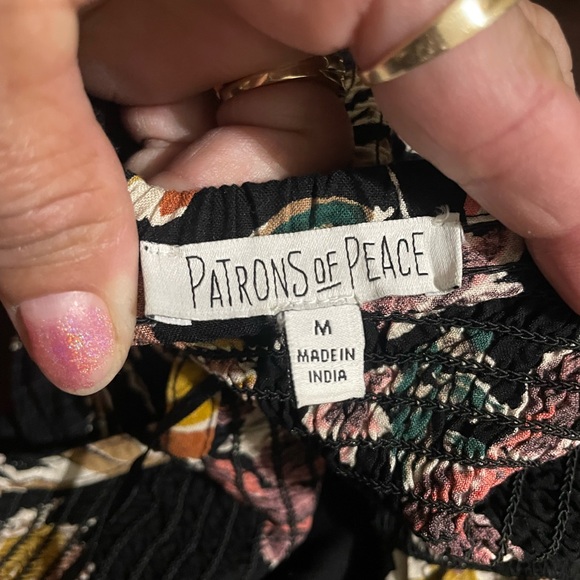 PATRONS OF PEACE
M
MADE IN
INDIA